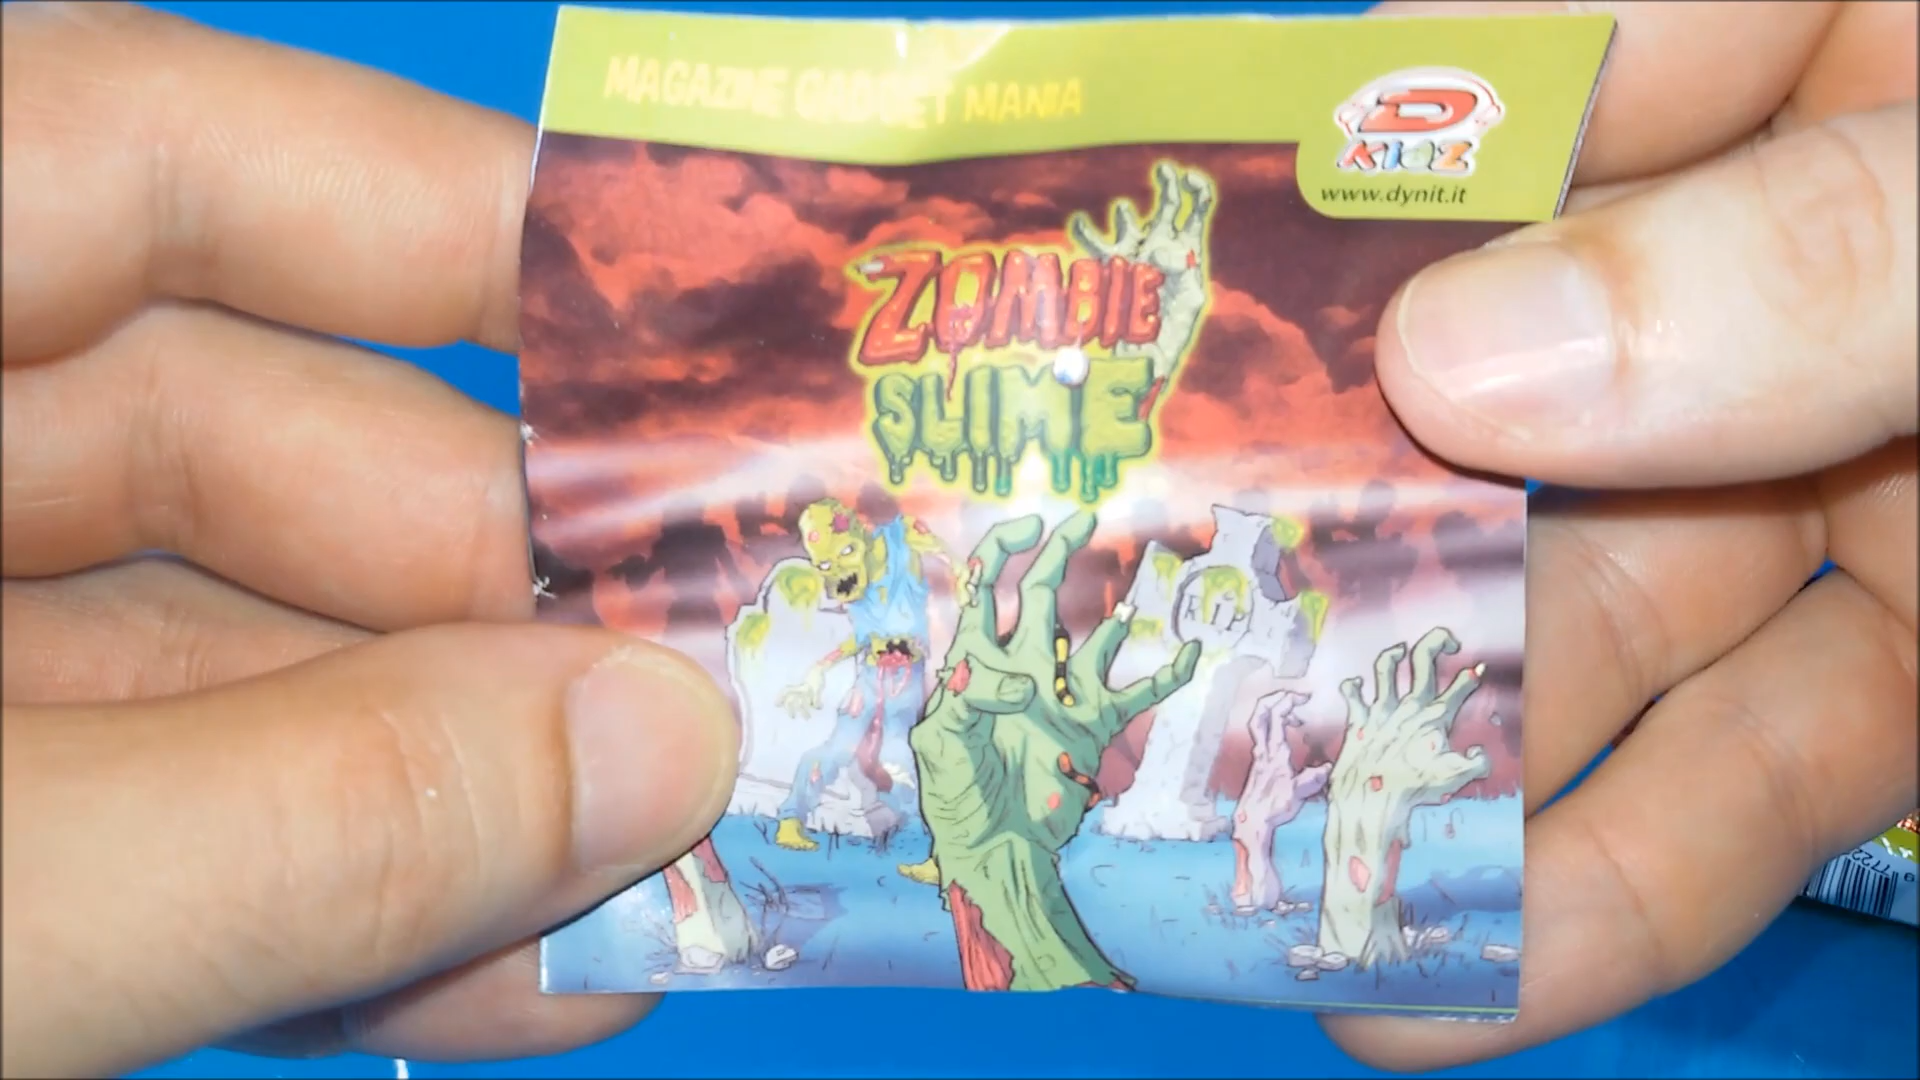 MAGAZINE GADGET MANIA
D
KIDZ
www.dynit.it
ZOMBIE
SLIME
RIP